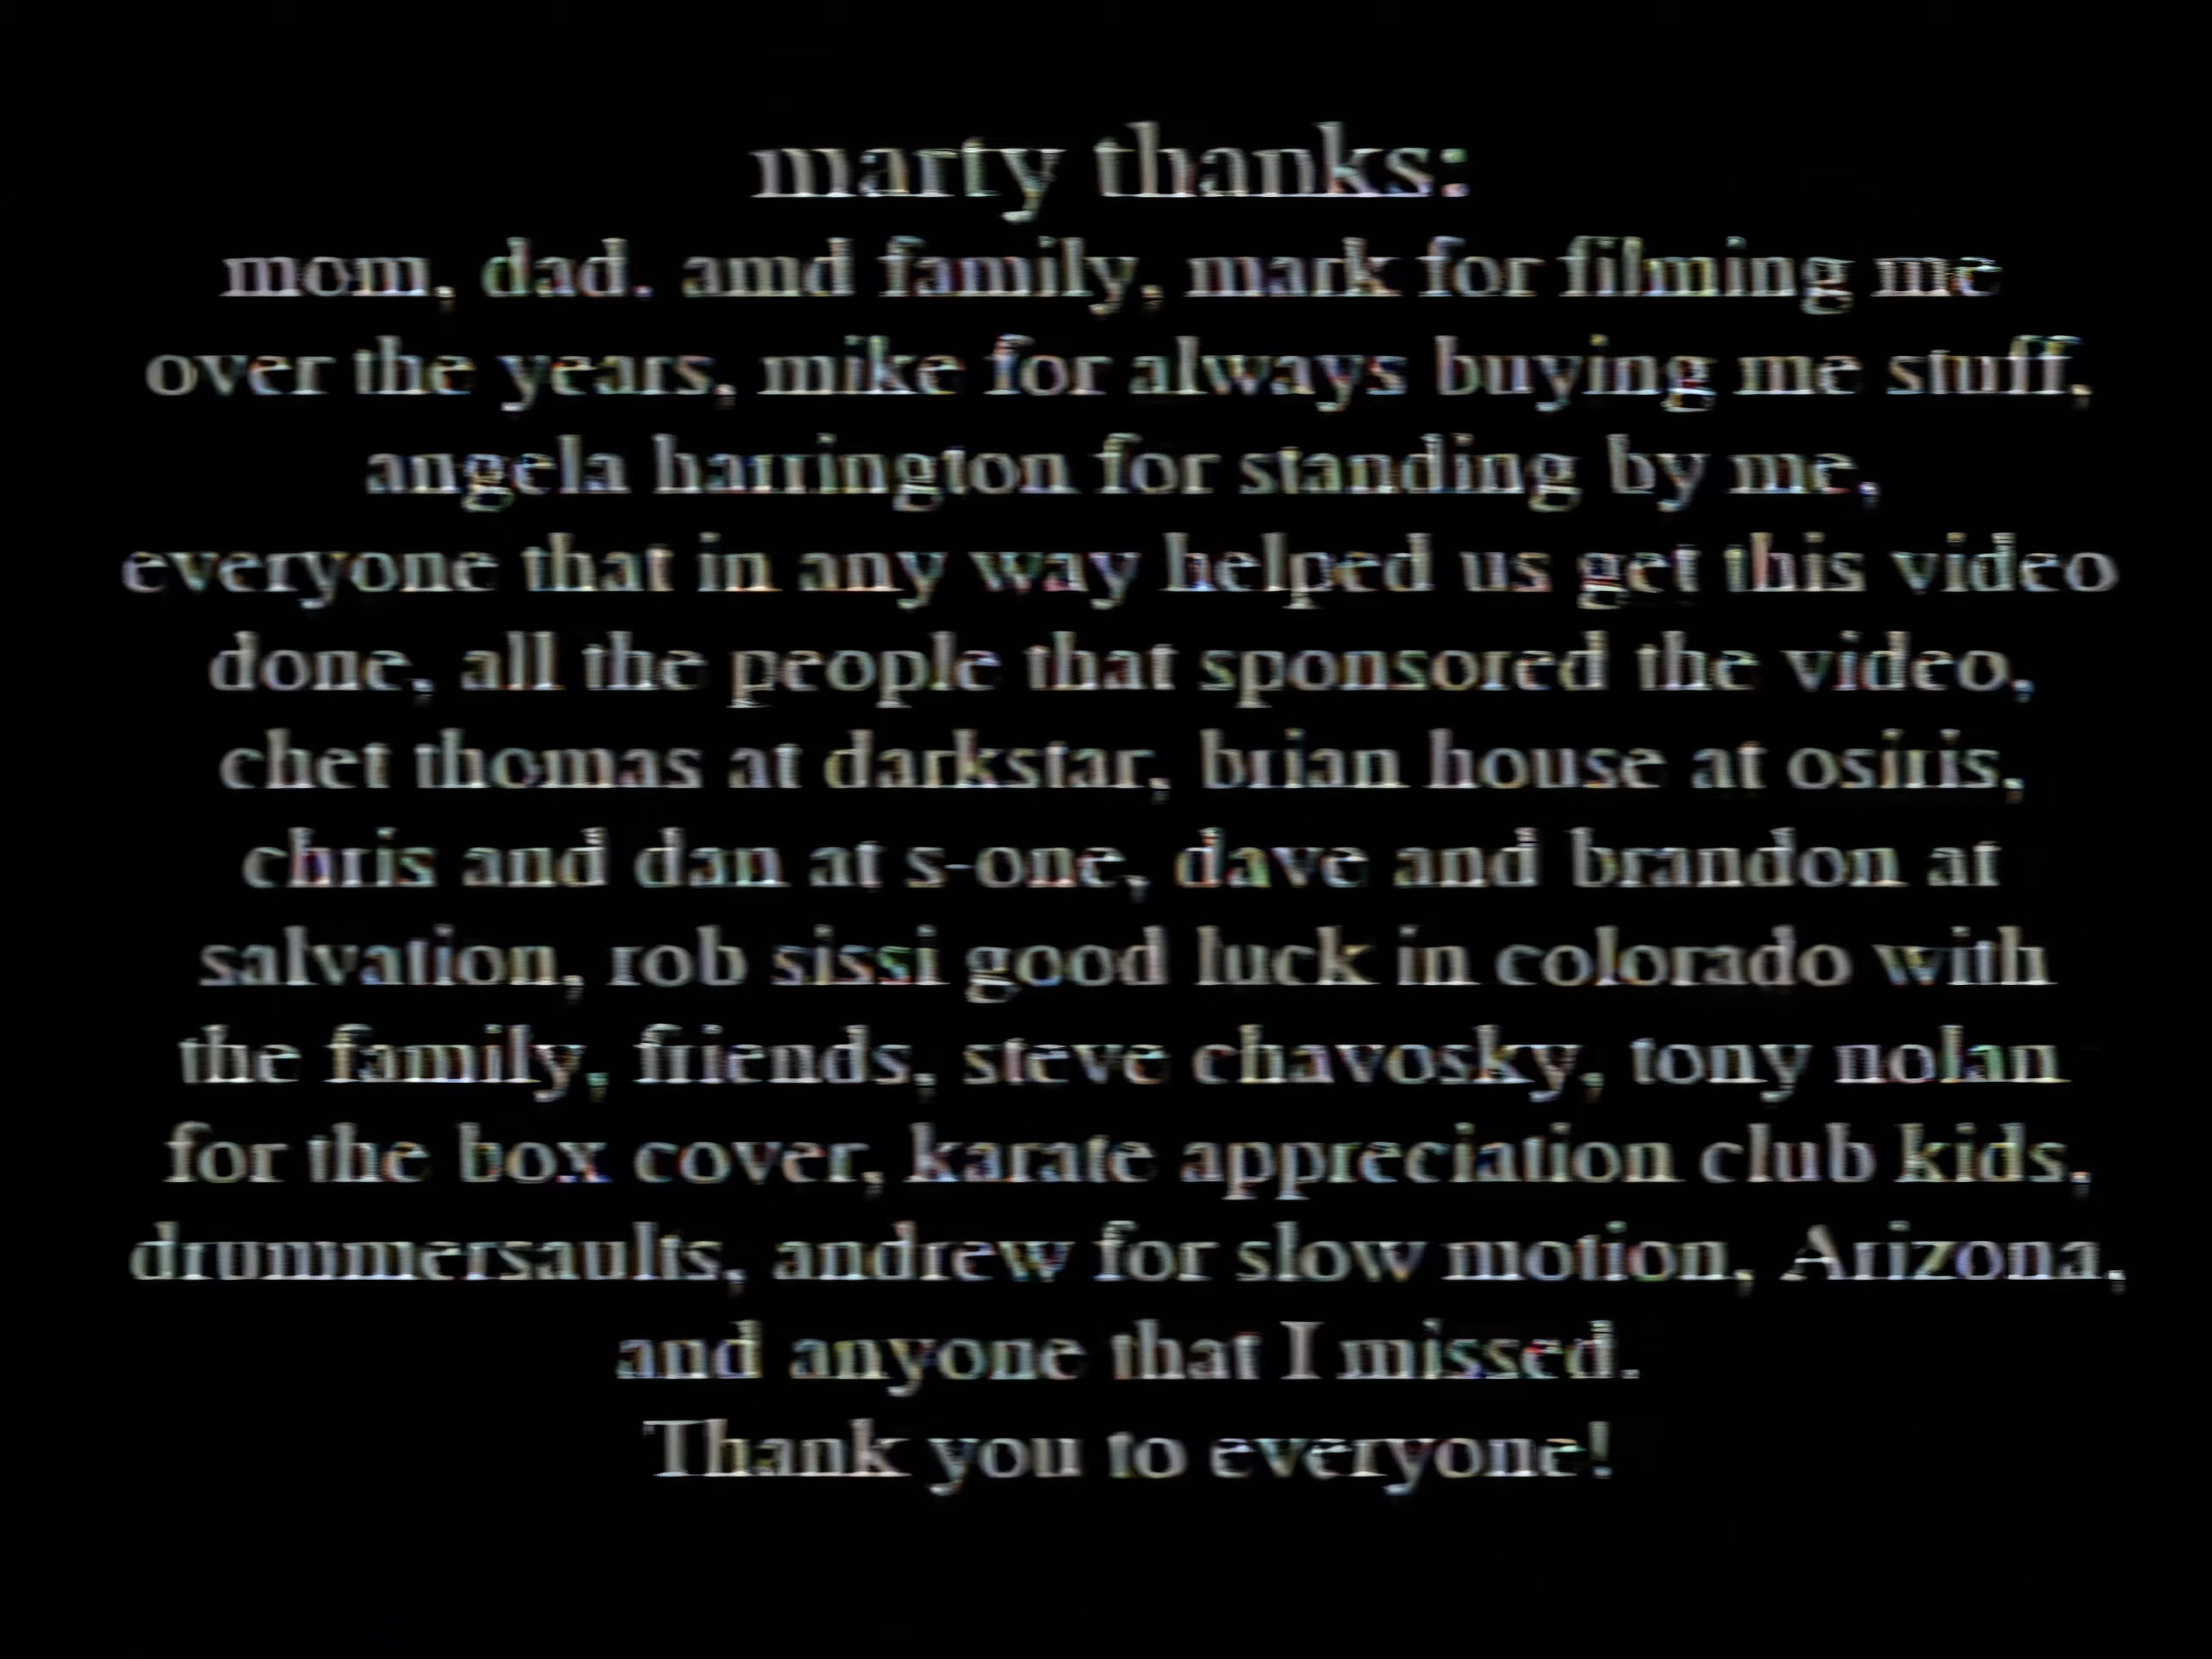 marty thanks:
mom, dad. amd family, mark for filming me
over the years, mike for always buying me stuff,
angela harrington for standing by me,
everyone that in any way helped us get this video
done, all the people that sponsored the video,
chet thomas at darkstar, brian house at osiris,
chris and dan at s-one, dave and brandon at
salvation, rob sissi good luck in colorado with
the family, friends, steve chavosky, tony nolan
for the box cover, karate appreciation club kids,
drummersaults, andrew for slow motion, Arizona,
and anyone that I missed.
Thank you to everyone!